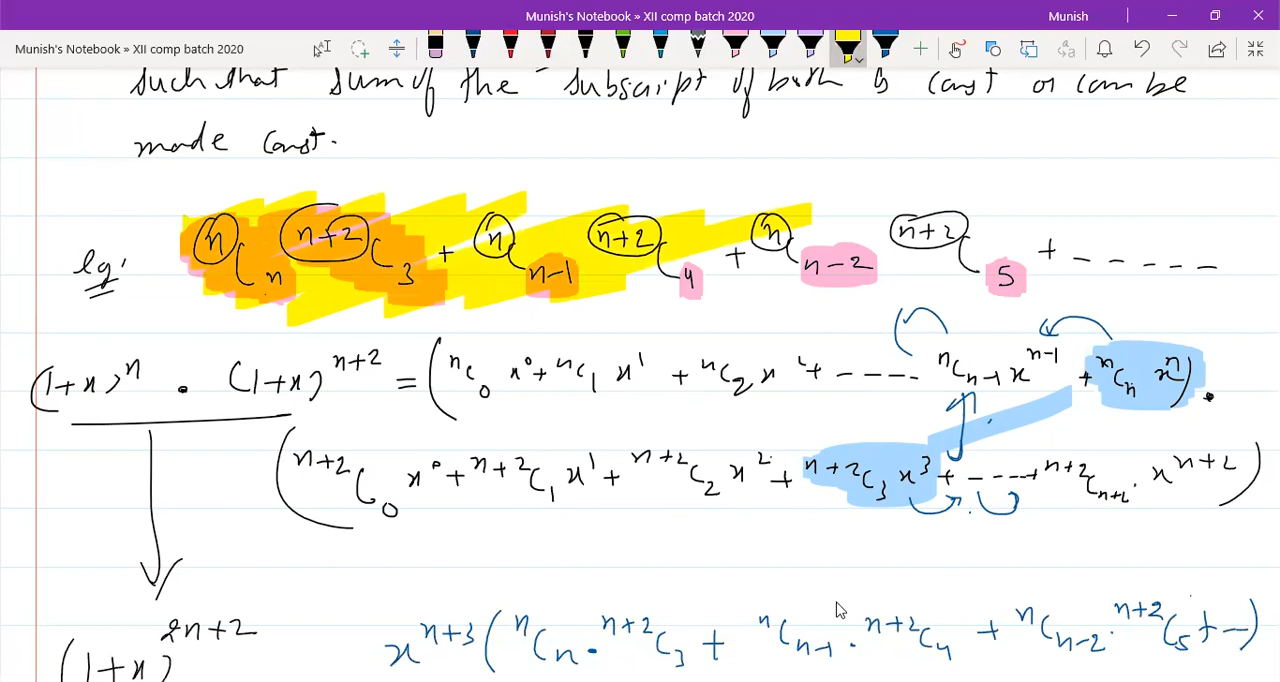 Munish's Notebook » XII comp batch 2020
Munish
Munish's Notebook » XII comp batch 2020
such that sum of the subscript of both is const or can be
made const.
eg: ⁿCₙ ⁿ⁺²C₃ + ⁿCₙ₋₁ ⁿ⁺²C₄ + ⁿCₙ₋₂ ⁿ⁺²C₅ + - - - - -
(1+x)ⁿ . (1+x)ⁿ⁺² = (ⁿC₀ x⁰ + ⁿC₁ x¹ + ⁿC₂ x² + - - - - ⁿCₙ₋₁ xⁿ⁻¹ + ⁿCₙ xⁿ) .
(ⁿ⁺²C₀ x⁰ + ⁿ⁺²C₁ x¹ + ⁿ⁺²C₂ x² + ⁿ⁺²C₃ x³ + - - - - + ⁿ⁺²Cₙ₊₂ . xⁿ⁺²)
(1+x)²ⁿ⁺² xⁿ⁺³ (ⁿCₙ . ⁿ⁺²C₃ + ⁿCₙ₋₁ . ⁿ⁺²C₄ + ⁿCₙ₋₂ . ⁿ⁺²C₅ + --)